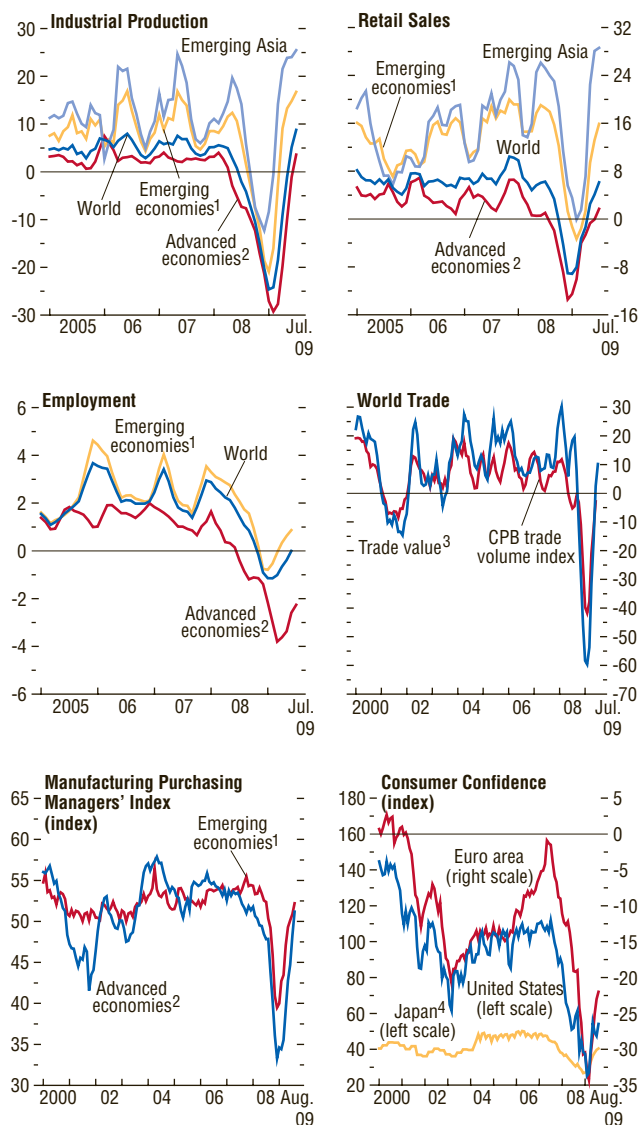 Industrial Production
30
20
10
0
-10
-20
-30
Emerging Asia
World
Emerging
economies1
Advanced
economies2
2005 06 07 08 Jul.
09
Retail Sales
32
24
16
8
0
-8
-16
Emerging Asia
Emerging
economies1
World
Advanced
economies2
2005 06 07 08 Jul.
09
Employment
6
4
2
0
-2
-4
-6
Emerging
economies1
World
Advanced
economies2
2005 06 07 08 Jul.
09
World Trade
30
20
10
0
-10
-20
-30
-40
-50
-60
-70
Trade value3
CPB trade
volume index
2000 02 04 06 08 Jul.
09
Manufacturing Purchasing
Managers' Index
(index)
65
60
55
50
45
40
35
30
Emerging
economies1
Advanced
economies2
2000 02 04 06 08 Aug.
09
Consumer Confidence
(index)
180
160
140
120
100
80
60
40
20
5
0
-5
-10
-15
-20
-25
-30
-35
Euro area
(right scale)
United States
(left scale)
Japan4
(left scale)
2000 02 04 06 08 Aug.
09